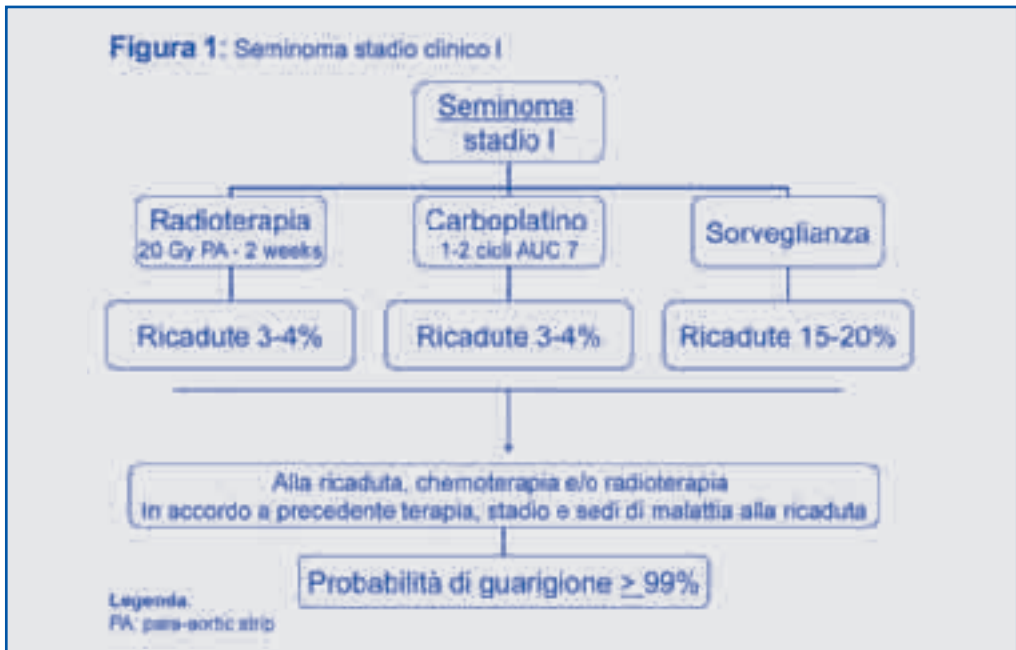 Figura 1: Seminoma stadio clinico I
Seminoma
stadio I
Radioterapia
20 Gy PA - 2 weeks
Carboplatino
1-2 cicli AUC 7
Sorveglianza
Ricadute 3-4%
Ricadute 3-4%
Ricadute 15-20%
Alla ricaduta, chemoterapia e/o radioterapia
in accordo a precedente terapia, stadio e sedi di malattia alla ricaduta
Probabilità di guarigione ≥ 99%
Legenda:
PA: para-aortic strip